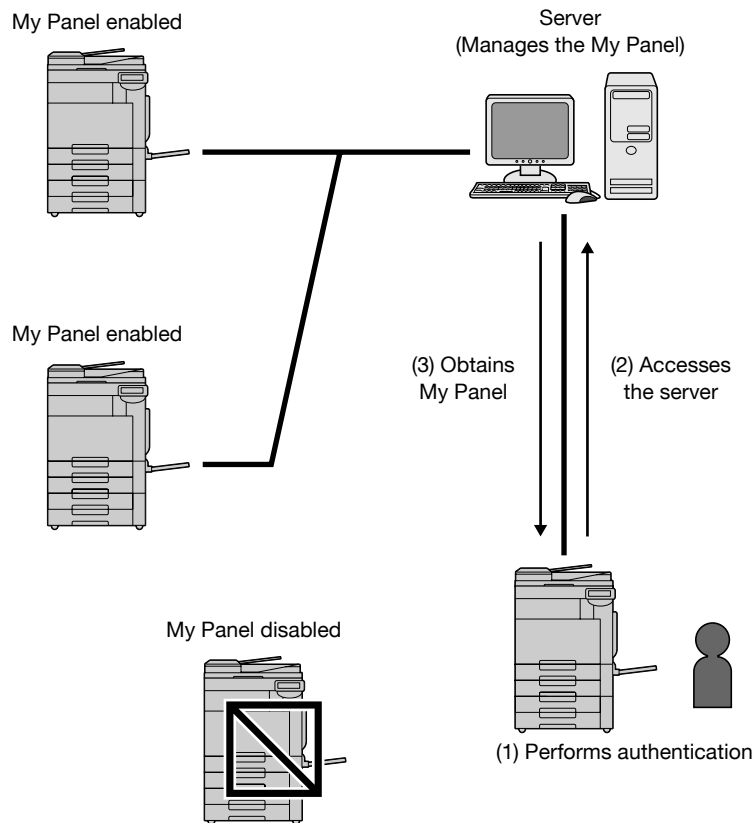 My Panel enabled
Server
(Manages the My Panel)
My Panel enabled
(3) Obtains
My Panel
(2) Accesses
the server
My Panel disabled
(1) Performs authentication